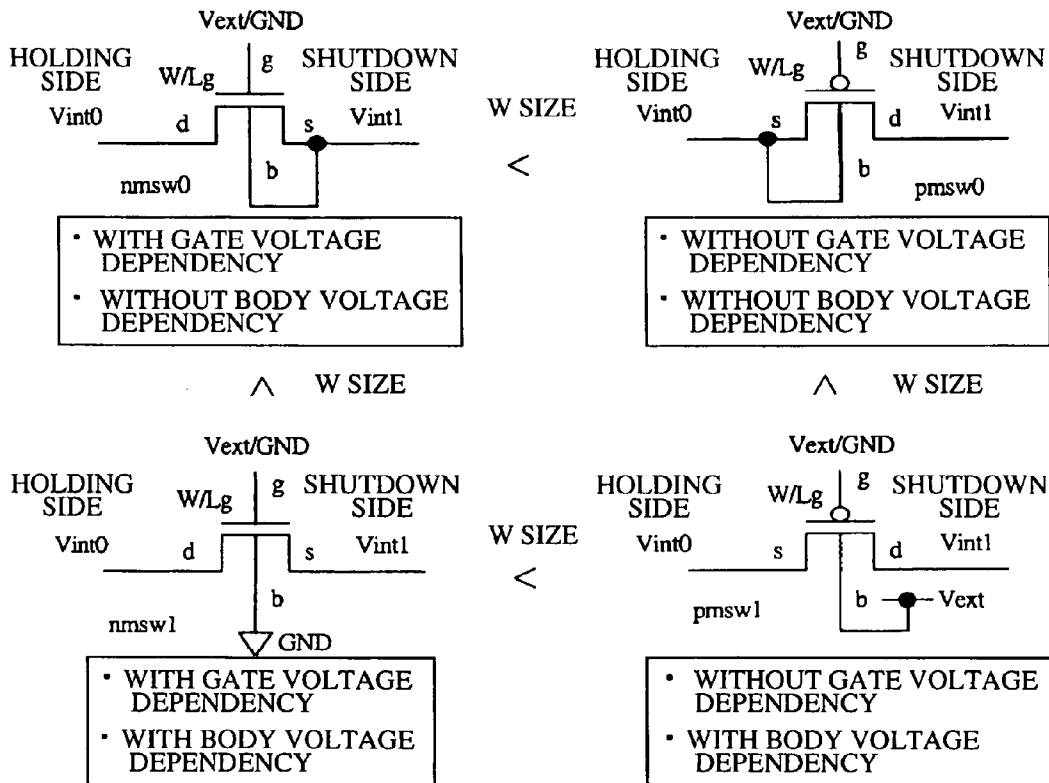 Vext/GND
HOLDING SIDE
W/Lg
g
SHUTDOWN SIDE
Vint0
d
s
Vint1
b
nmsw0
· WITH GATE VOLTAGE
DEPENDENCY
· WITHOUT BODY VOLTAGE
DEPENDENCY
W SIZE
<
Vext/GND
HOLDING SIDE
W/Lg
g
SHUTDOWN SIDE
Vint0
s
d
Vint1
b
pmsw0
· WITHOUT GATE VOLTAGE
DEPENDENCY
· WITHOUT BODY VOLTAGE
DEPENDENCY
∧ W SIZE
∧ W SIZE
Vext/GND
HOLDING SIDE
W/Lg
g
SHUTDOWN SIDE
Vint0
d
s
Vint1
b
nmsw1
GND
· WITH GATE VOLTAGE
DEPENDENCY
· WITH BODY VOLTAGE
DEPENDENCY
W SIZE
<
Vext/GND
HOLDING SIDE
W/Lg
g
SHUTDOWN SIDE
Vint0
s
d
Vint1
b
Vext
pmsw1
· WITHOUT GATE VOLTAGE
DEPENDENCY
· WITH BODY VOLTAGE
DEPENDENCY